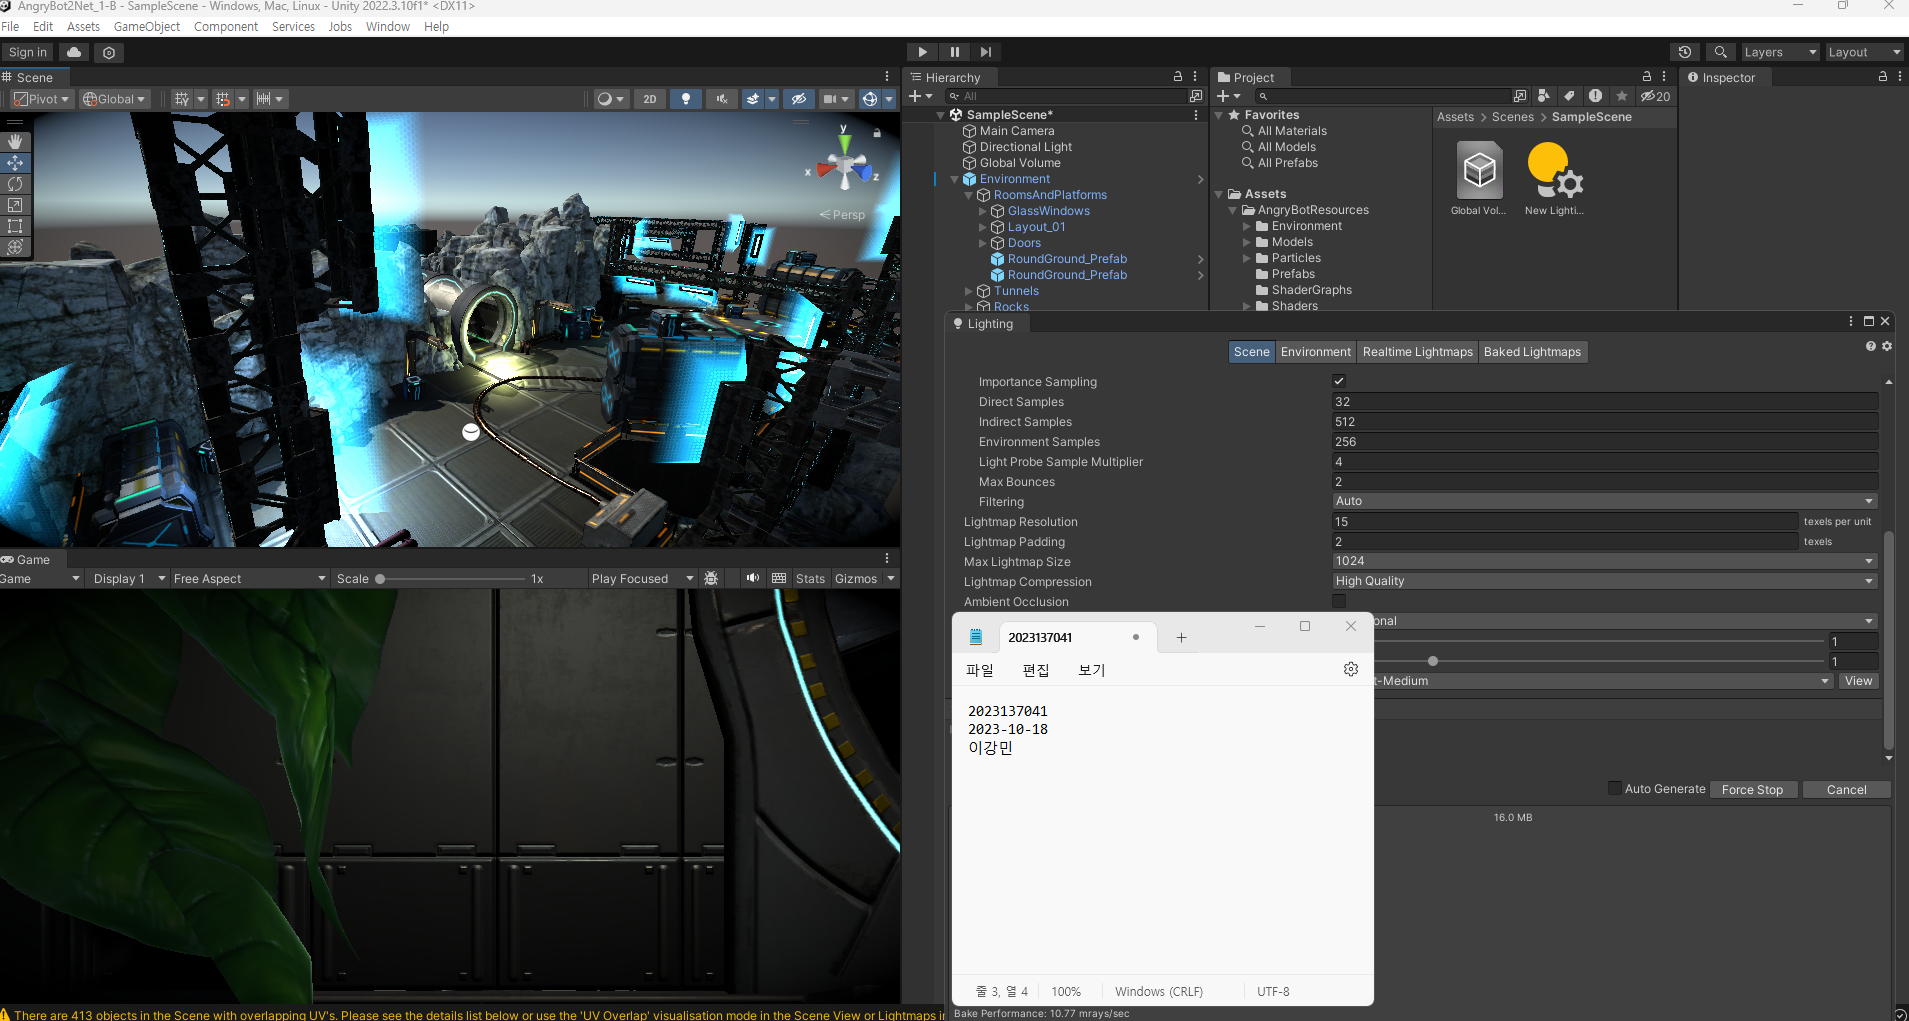 AngryBot2Net_1-B - SampleScene - Windows, Mac, Linux - Unity 2022.3.10f1* <DX11>
File Edit Assets GameObject Component Services Jobs Window Help
Sign in
Layers
Layout
Scene
Pivot
Global
2D
y
x
z
Persp
Hierarchy
All
SampleScene*
Main Camera
Directional Light
Global Volume
Environment
RoomsAndPlatforms
GlassWindows
Layout_01
Doors
RoundGround_Prefab
RoundGround_Prefab
Tunnels
Rocks
Project
20
Favorites
All Materials
All Models
All Prefabs
Assets
AngryBotResources
Environment
Models
Particles
Prefabs
ShaderGraphs
Shaders
Assets > Scenes > SampleScene
Global Vol...
New Lighti...
Inspector
Lighting
Scene Environment Realtime Lightmaps Baked Lightmaps
Importance Sampling
Direct Samples 32
Indirect Samples 512
Environment Samples 256
Light Probe Sample Multiplier 4
Max Bounces 2
Filtering Auto
Lightmap Resolution 15 texels per unit
Lightmap Padding 2 texels
Max Lightmap Size 1024
Lightmap Compression High Quality
Ambient Occlusion
onal
1
1
t-Medium View
Auto Generate Force Stop Cancel
16.0 MB
Bake Performance: 10.77 mrays/sec
2023137041
파일 편집 보기
2023137041
2023-10-18
이강민
줄 3, 열 4 100% Windows (CRLF) UTF-8
Game
Game Display 1 Free Aspect Scale 1x Play Focused Stats Gizmos
There are 413 objects in the Scene with overlapping UV's. Please see the details list below or use the 'UV Overlap' visualisation mode in the Scene View or Lightmaps i